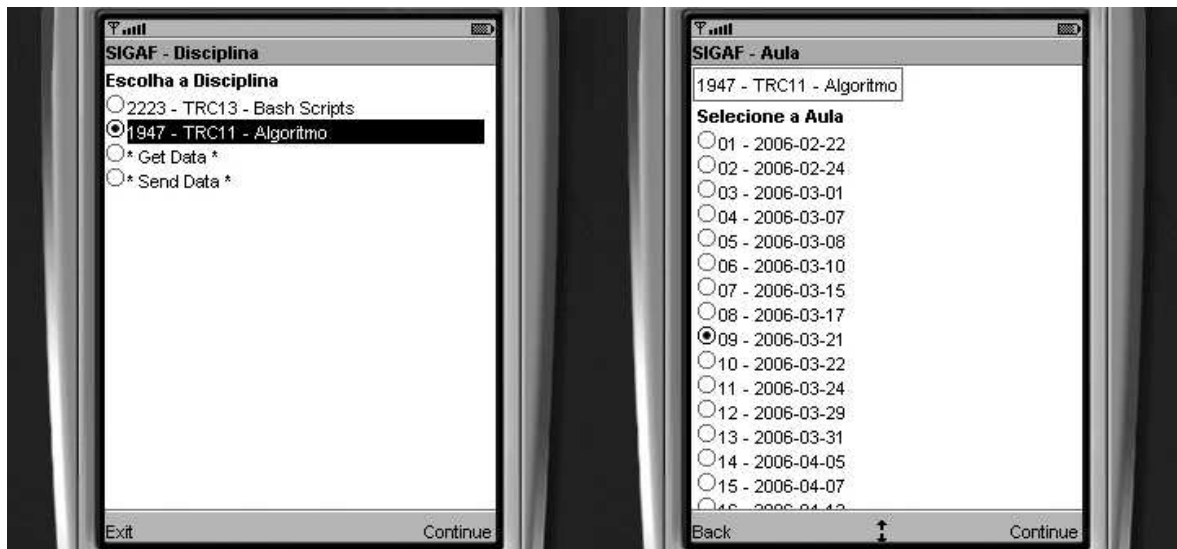 SIGAF - Disciplina
Escolha a Disciplina
2223 - TRC13 - Bash Scripts
1947 - TRC11 - Algoritmo
* Get Data *
* Send Data *
Exit
Continue
SIGAF - Aula
1947 - TRC11 - Algoritmo
Selecione a Aula
01 - 2006-02-22
02 - 2006-02-24
03 - 2006-03-01
04 - 2006-03-07
05 - 2006-03-08
06 - 2006-03-10
07 - 2006-03-15
08 - 2006-03-17
09 - 2006-03-21
10 - 2006-03-22
11 - 2006-03-24
12 - 2006-03-29
13 - 2006-03-31
14 - 2006-04-05
15 - 2006-04-07
Back
Continue